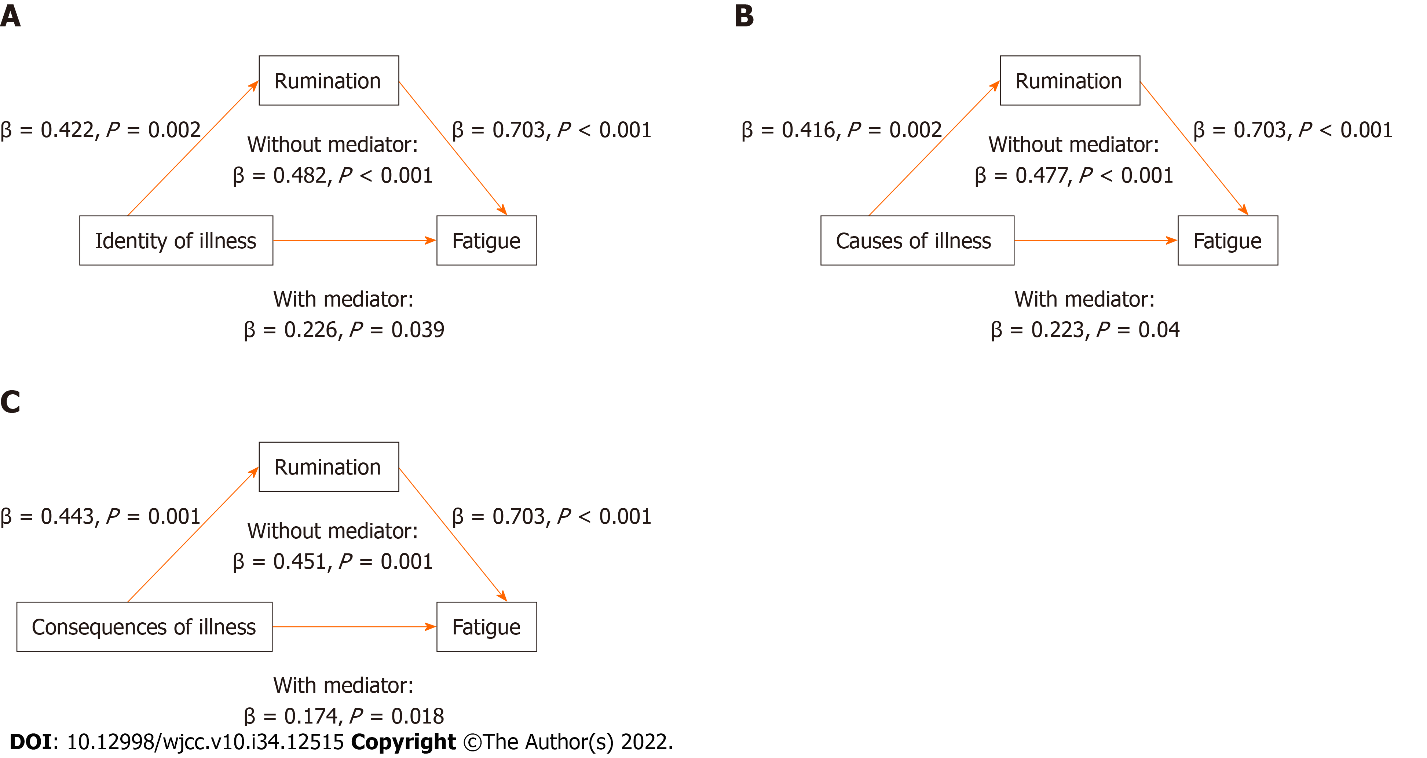 A
Rumination
β = 0.422, P = 0.002
β = 0.703, P < 0.001
Without mediator:
β = 0.482, P < 0.001
Identity of illness
Fatigue
With mediator:
β = 0.226, P = 0.039
B
Rumination
β = 0.416, P = 0.002
β = 0.703, P < 0.001
Without mediator:
β = 0.477, P < 0.001
Causes of illness
Fatigue
With mediator:
β = 0.223, P = 0.04
C
Rumination
β = 0.443, P = 0.001
β = 0.703, P < 0.001
Without mediator:
β = 0.451, P = 0.001
Consequences of illness
Fatigue
With mediator:
β = 0.174, P = 0.018
DOI: 10.12998/wjcc.v10.i34.12515 Copyright ©The Author(s) 2022.